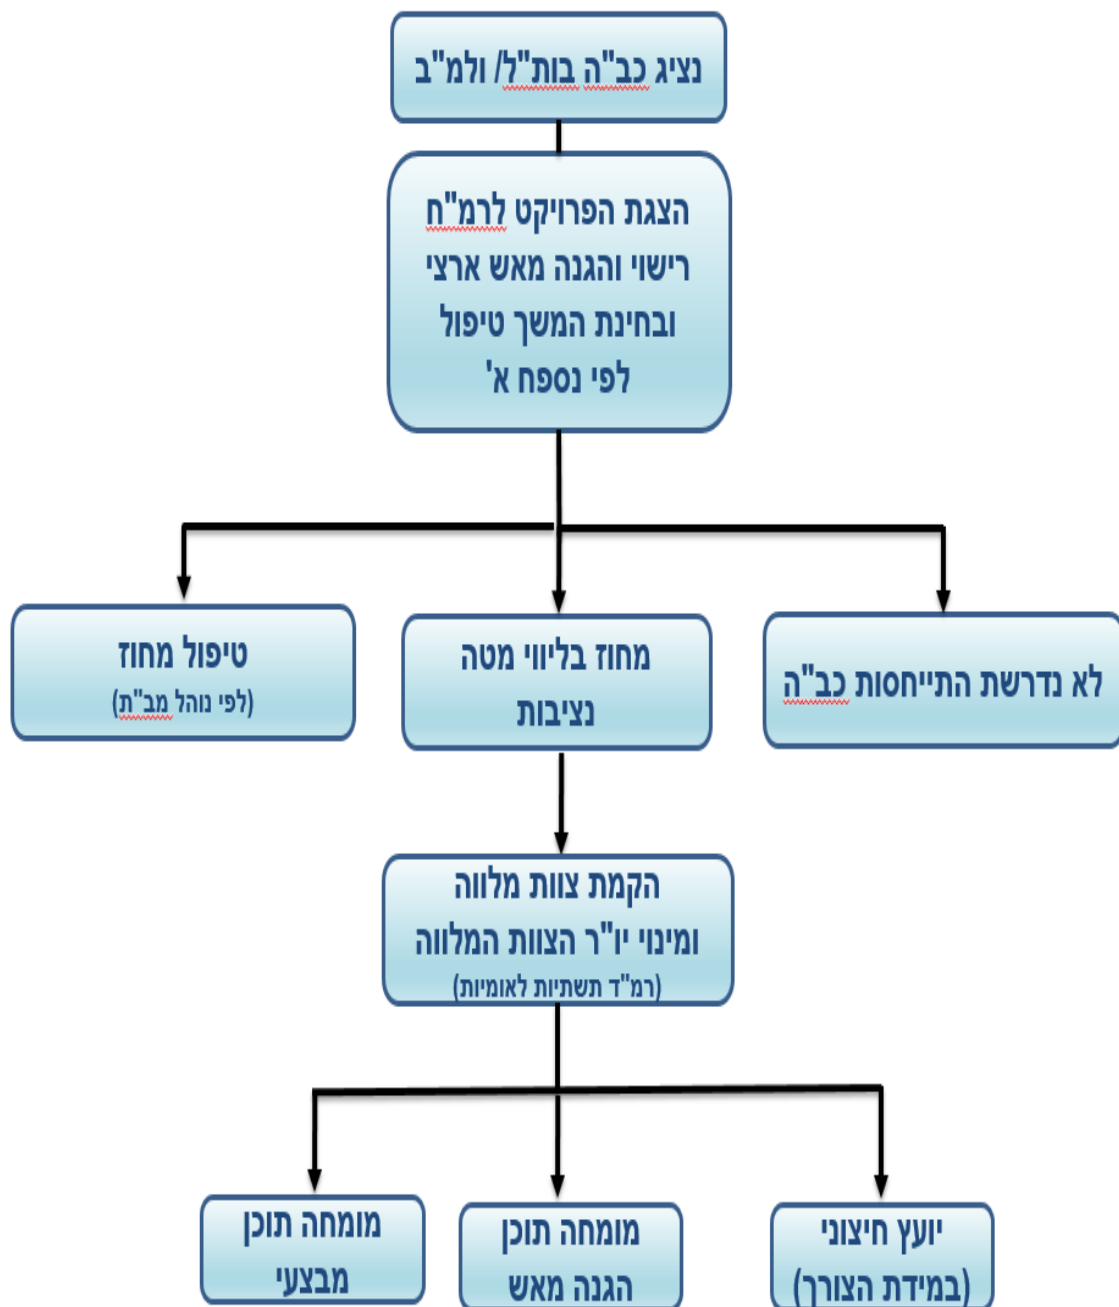 נציג כב"ה בות"ל/ ולמ"ב
הצגת הפרויקט לרמ"ח
רישוי והגנה מאש ארצי
ובחינת המשך טיפול
לפי נספח א'
לא נדרשת התייחסות כב"ה
מחוז בליווי מטה
נציבות
טיפול מחוז
(לפי נוהל מב"ת)
הקמת צוות מלווה
ומינוי יו"ר הצוות המלווה
(רמ"ד תשתיות לאומיות)
יועץ חיצוני
(במידת הצורך)
מומחה תוכן
הגנה מאש
מומחה תוכן
מבצעי